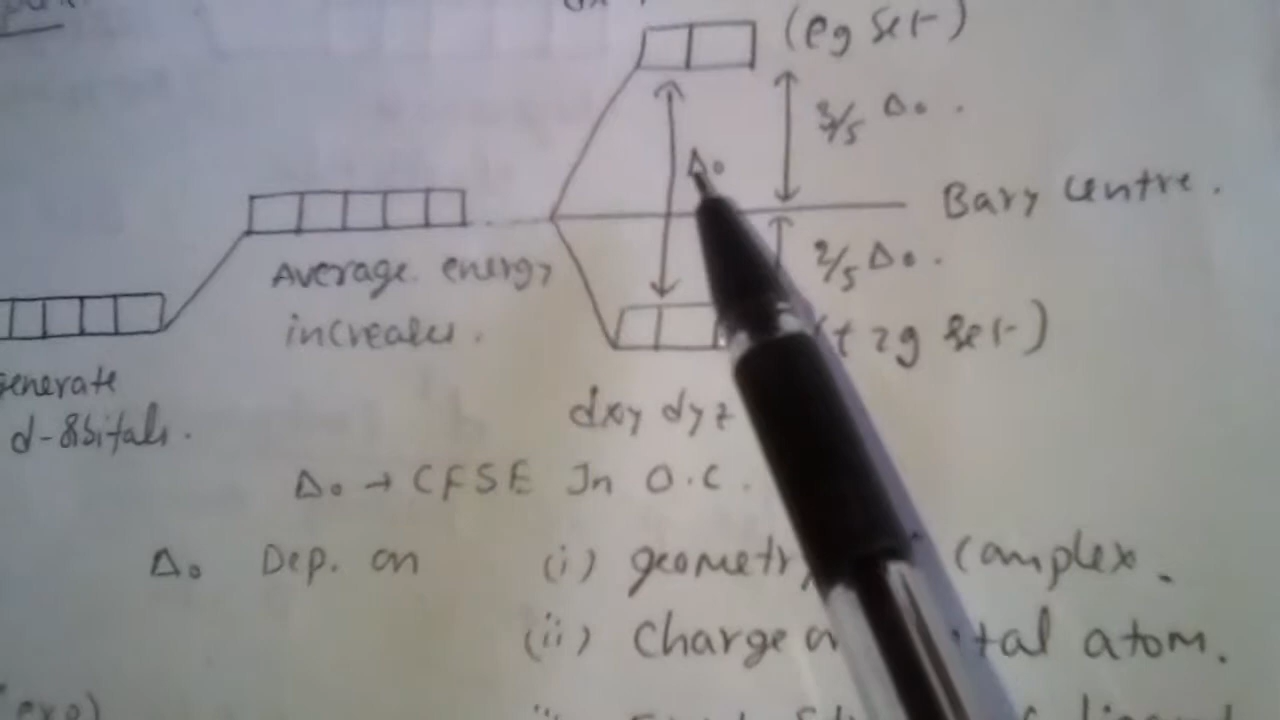 (eg set)
3/5 Δo .
Δo
Bary centre .
Average energy
increases .
2/5 Δo .
(t2g set)
generate
d-orbitals .
dxy dyz
Δo → CFSE In O.C .
Δo Dep. on (i) geometry complex .
(ii) Charge atom .